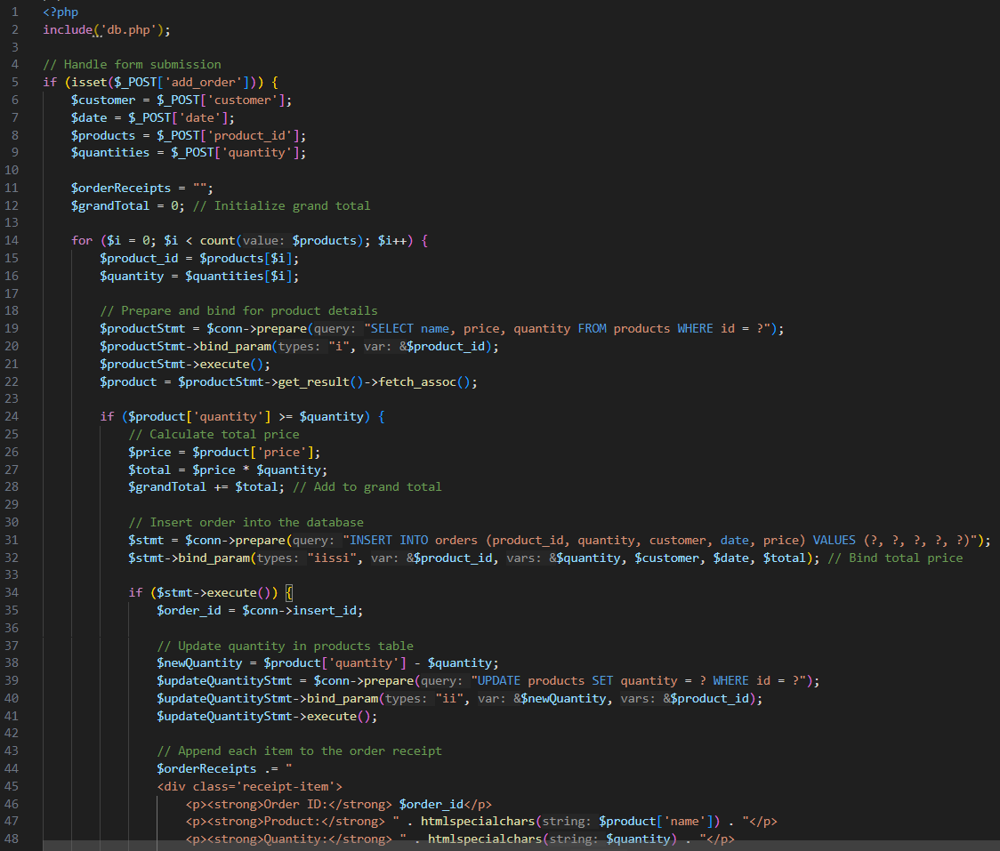 1 <?php
2 include('db.php');
3
4 // Handle form submission
5 if (isset($_POST['add_order'])) {
6     $customer = $_POST['customer'];
7     $date = $_POST['date'];
8     $products = $_POST['product_id'];
9     $quantities = $_POST['quantity'];
10
11     $orderReceipts = "";
12     $grandTotal = 0; // Initialize grand total
13
14     for ($i = 0; $i < count(value: $products); $i++) {
15         $product_id = $products[$i];
16         $quantity = $quantities[$i];
17
18         // Prepare and bind for product details
19         $productStmt = $conn->prepare(query: "SELECT name, price, quantity FROM products WHERE id = ?");
20         $productStmt->bind_param(types: "i", var: &$product_id);
21         $productStmt->execute();
22         $product = $productStmt->get_result()->fetch_assoc();
23
24         if ($product['quantity'] >= $quantity) {
25             // Calculate total price
26             $price = $product['price'];
27             $total = $price * $quantity;
28             $grandTotal += $total; // Add to grand total
29
30             // Insert order into the database
31             $stmt = $conn->prepare(query: "INSERT INTO orders (product_id, quantity, customer, date, price) VALUES (?, ?, ?, ?, ?)");
32             $stmt->bind_param(types: "iissi", var: &$product_id, vars: &$quantity, $customer, $date, $total); // Bind total price
33
34             if ($stmt->execute()) {
35                 $order_id = $conn->insert_id;
36
37                 // Update quantity in products table
38                 $newQuantity = $product['quantity'] - $quantity;
39                 $updateQuantityStmt = $conn->prepare(query: "UPDATE products SET quantity = ? WHERE id = ?");
40                 $updateQuantityStmt->bind_param(types: "ii", var: &$newQuantity, vars: &$product_id);
41                 $updateQuantityStmt->execute();
42
43                 // Append each item to the order receipt
44                 $orderReceipts .= "
45                 <div class='receipt-item'>
46                     <p><strong>Order ID:</strong> $order_id</p>
47                     <p><strong>Product:</strong> " . htmlspecialchars(string: $product['name']) . "</p>
48                     <p><strong>Quantity:</strong> " . htmlspecialchars(string: $quantity) . "</p>